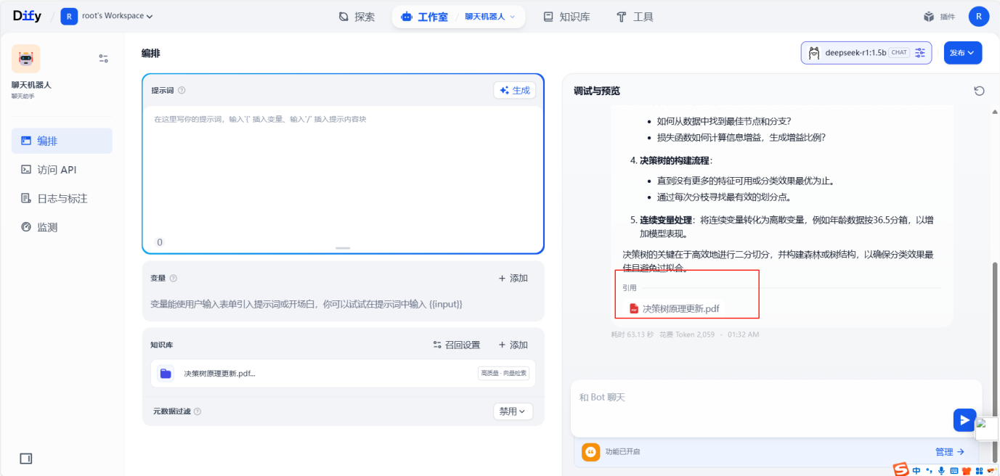 Dify
/
R
root's Workspace
探索
工作室
/
聊天机器人
知识库
工具
插件
R
聊天机器人
聊天助手
编排
访问 API
日志与标注
监测
编排
deepseek-r1:1.5b CHAT
发布
提示词
生成
在这里写你的提示词，输入'{' 插入变量、输入'/' 插入提示内容块
0
变量
+ 添加
变量能使用户输入表单引入提示词或开场白，你可以试试在提示词中输入 {{input}}
知识库
召回设置
+ 添加
决策树原理更新.pdf...
高质量 · 向量检索
元数据过滤
禁用
调试与预览
• 如何从数据中找到最佳节点和分支？
• 损失函数如何计算信息增益，生成增益比例？
4. 决策树的构建流程：
• 直到没有更多的特征可用或分类效果最优为止。
• 通过每次分枝寻找最有效的划分点。
5. 连续变量处理：将连续变量转化为离散变量，例如年龄数据按36.5分箱，以增
加模型表现。
决策树的关键在于高效地进行二分切分，并构建森林或树结构，以确保分类效果最
佳且避免过拟合。
引用
PDF
决策树原理更新.pdf
耗时 63.13 秒 花费 Token 2,059 · 01:32 AM
和 Bot 聊天
功能已开启
管理 →
S 中